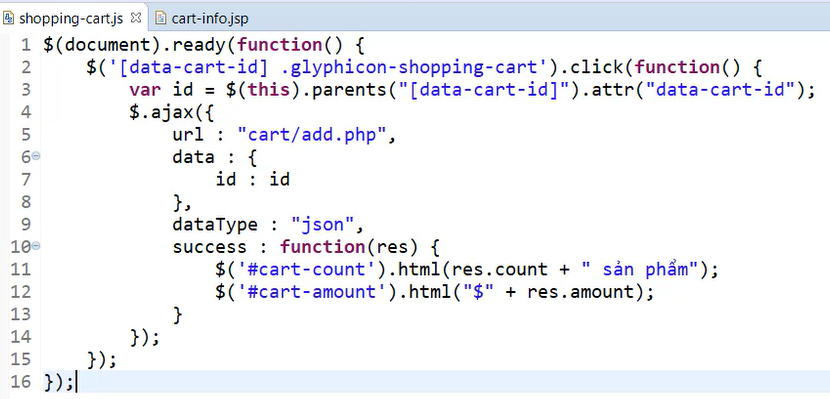 shopping-cart.js cart-info.jsp
1 $(document).ready(function() {
2 $('[data-cart-id] .glyphicon-shopping-cart').click(function() {
3 var id = $(this).parents("[data-cart-id]").attr("data-cart-id");
4 $.ajax({
5 url : "cart/add.php",
6 data : {
7 id : id
8 },
9 dataType : "json",
10 success : function(res) {
11 $('#cart-count').html(res.count + " sản phẩm");
12 $('#cart-amount').html("$" + res.amount);
13 }
14 });
15 });
16 });